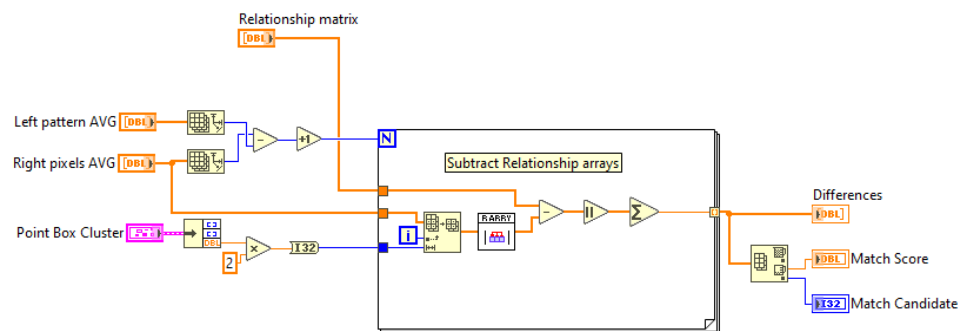 Relationship matrix
[DBL]
Left pattern AVG
[DBL]
+1
N
Right pixels AVG
[DBL]
Subtract Relationship arrays
Differences
DBL]
Point Box Cluster
DBL
2
I32
i
R ARRY
Σ
DBL
Match Score
I32
Match Candidate